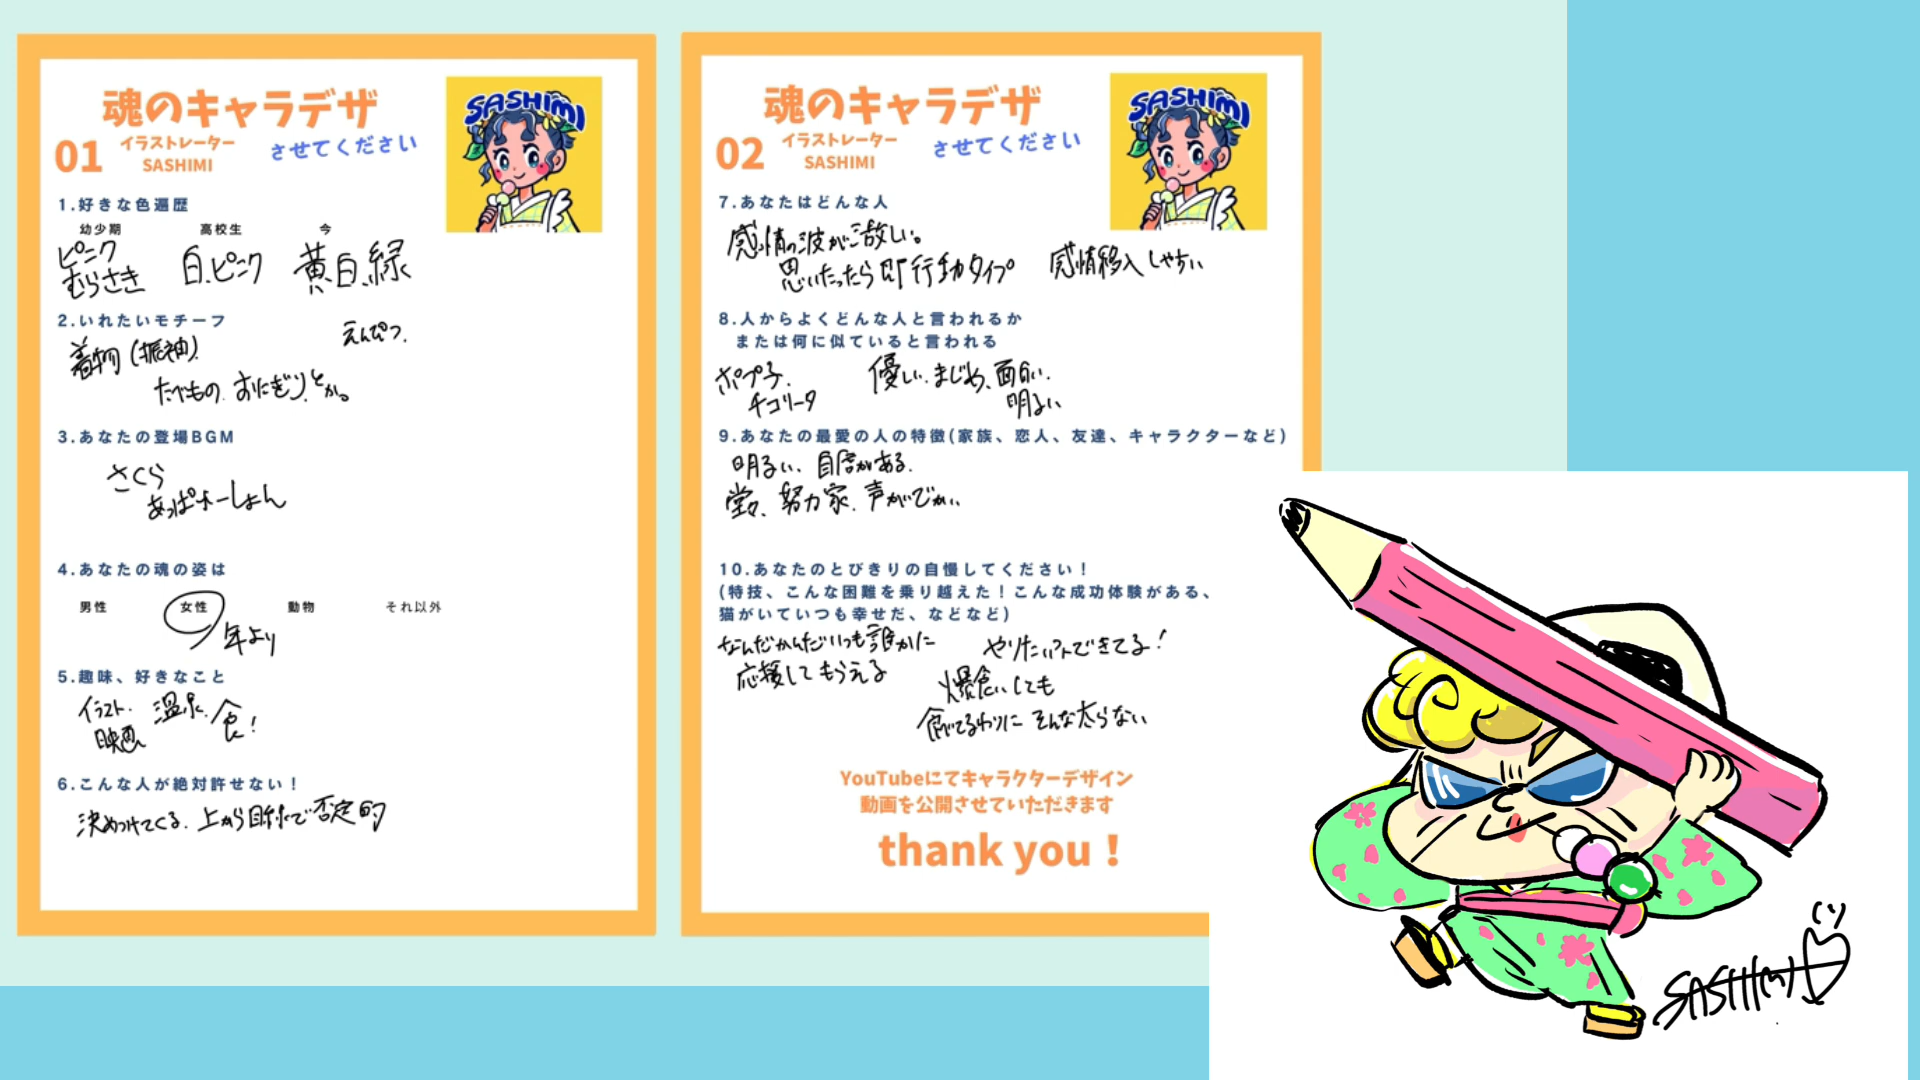 魂のキャラデザ
01
イラストレーター
SASHIMI
させてください
SASHIMI
1.好きな色遍歴
幼少期 高校生 今
ピンク
むらさき
白、ピンク
黄、白、緑
2.いれたいモチーフ
着物(振袖)
えんぴつ.
たべもの. おにぎり、とか。
3.あなたの登場BGM
さくら
あっぱれーしょん
4.あなたの魂の姿は
男性 女性 動物 それ以外
年より
5.趣味、好きなこと
イラスト. 温泉. 食!
映画
6.こんな人が絶対許せない!
決めつけてくる. 上から目線で否定的
魂のキャラデザ
02
イラストレーター
SASHIMI
させてください
SASHIMI
7.あなたはどんな人
感情の波が激しい。
思いたったら即行動タイプ
感情移入しやすい
8.人からよくどんな人と言われるか
または何に似ていると言われる
ポプ子.
チコリータ
優しい、まじめ、面白い.
明るい
9.あなたの最愛の人の特徴(家族、恋人、友達、キャラクターなど)
明るい、自信がある.
堂々、努力家、声がでかい.
10.あなたのとびきりの自慢してください!
(特技、こんな困難を乗り越えた!こんな成功体験がある、
猫がいていつも幸せだ、などなど)
なんだかんだいつも誰かに
応援してもらえる
やりたいことできてる!
爆食いしても
食べてるわりに そんな太らない
YouTubeにてキャラクターデザイン
動画を公開させていただきます
thank you!
SASHIMI